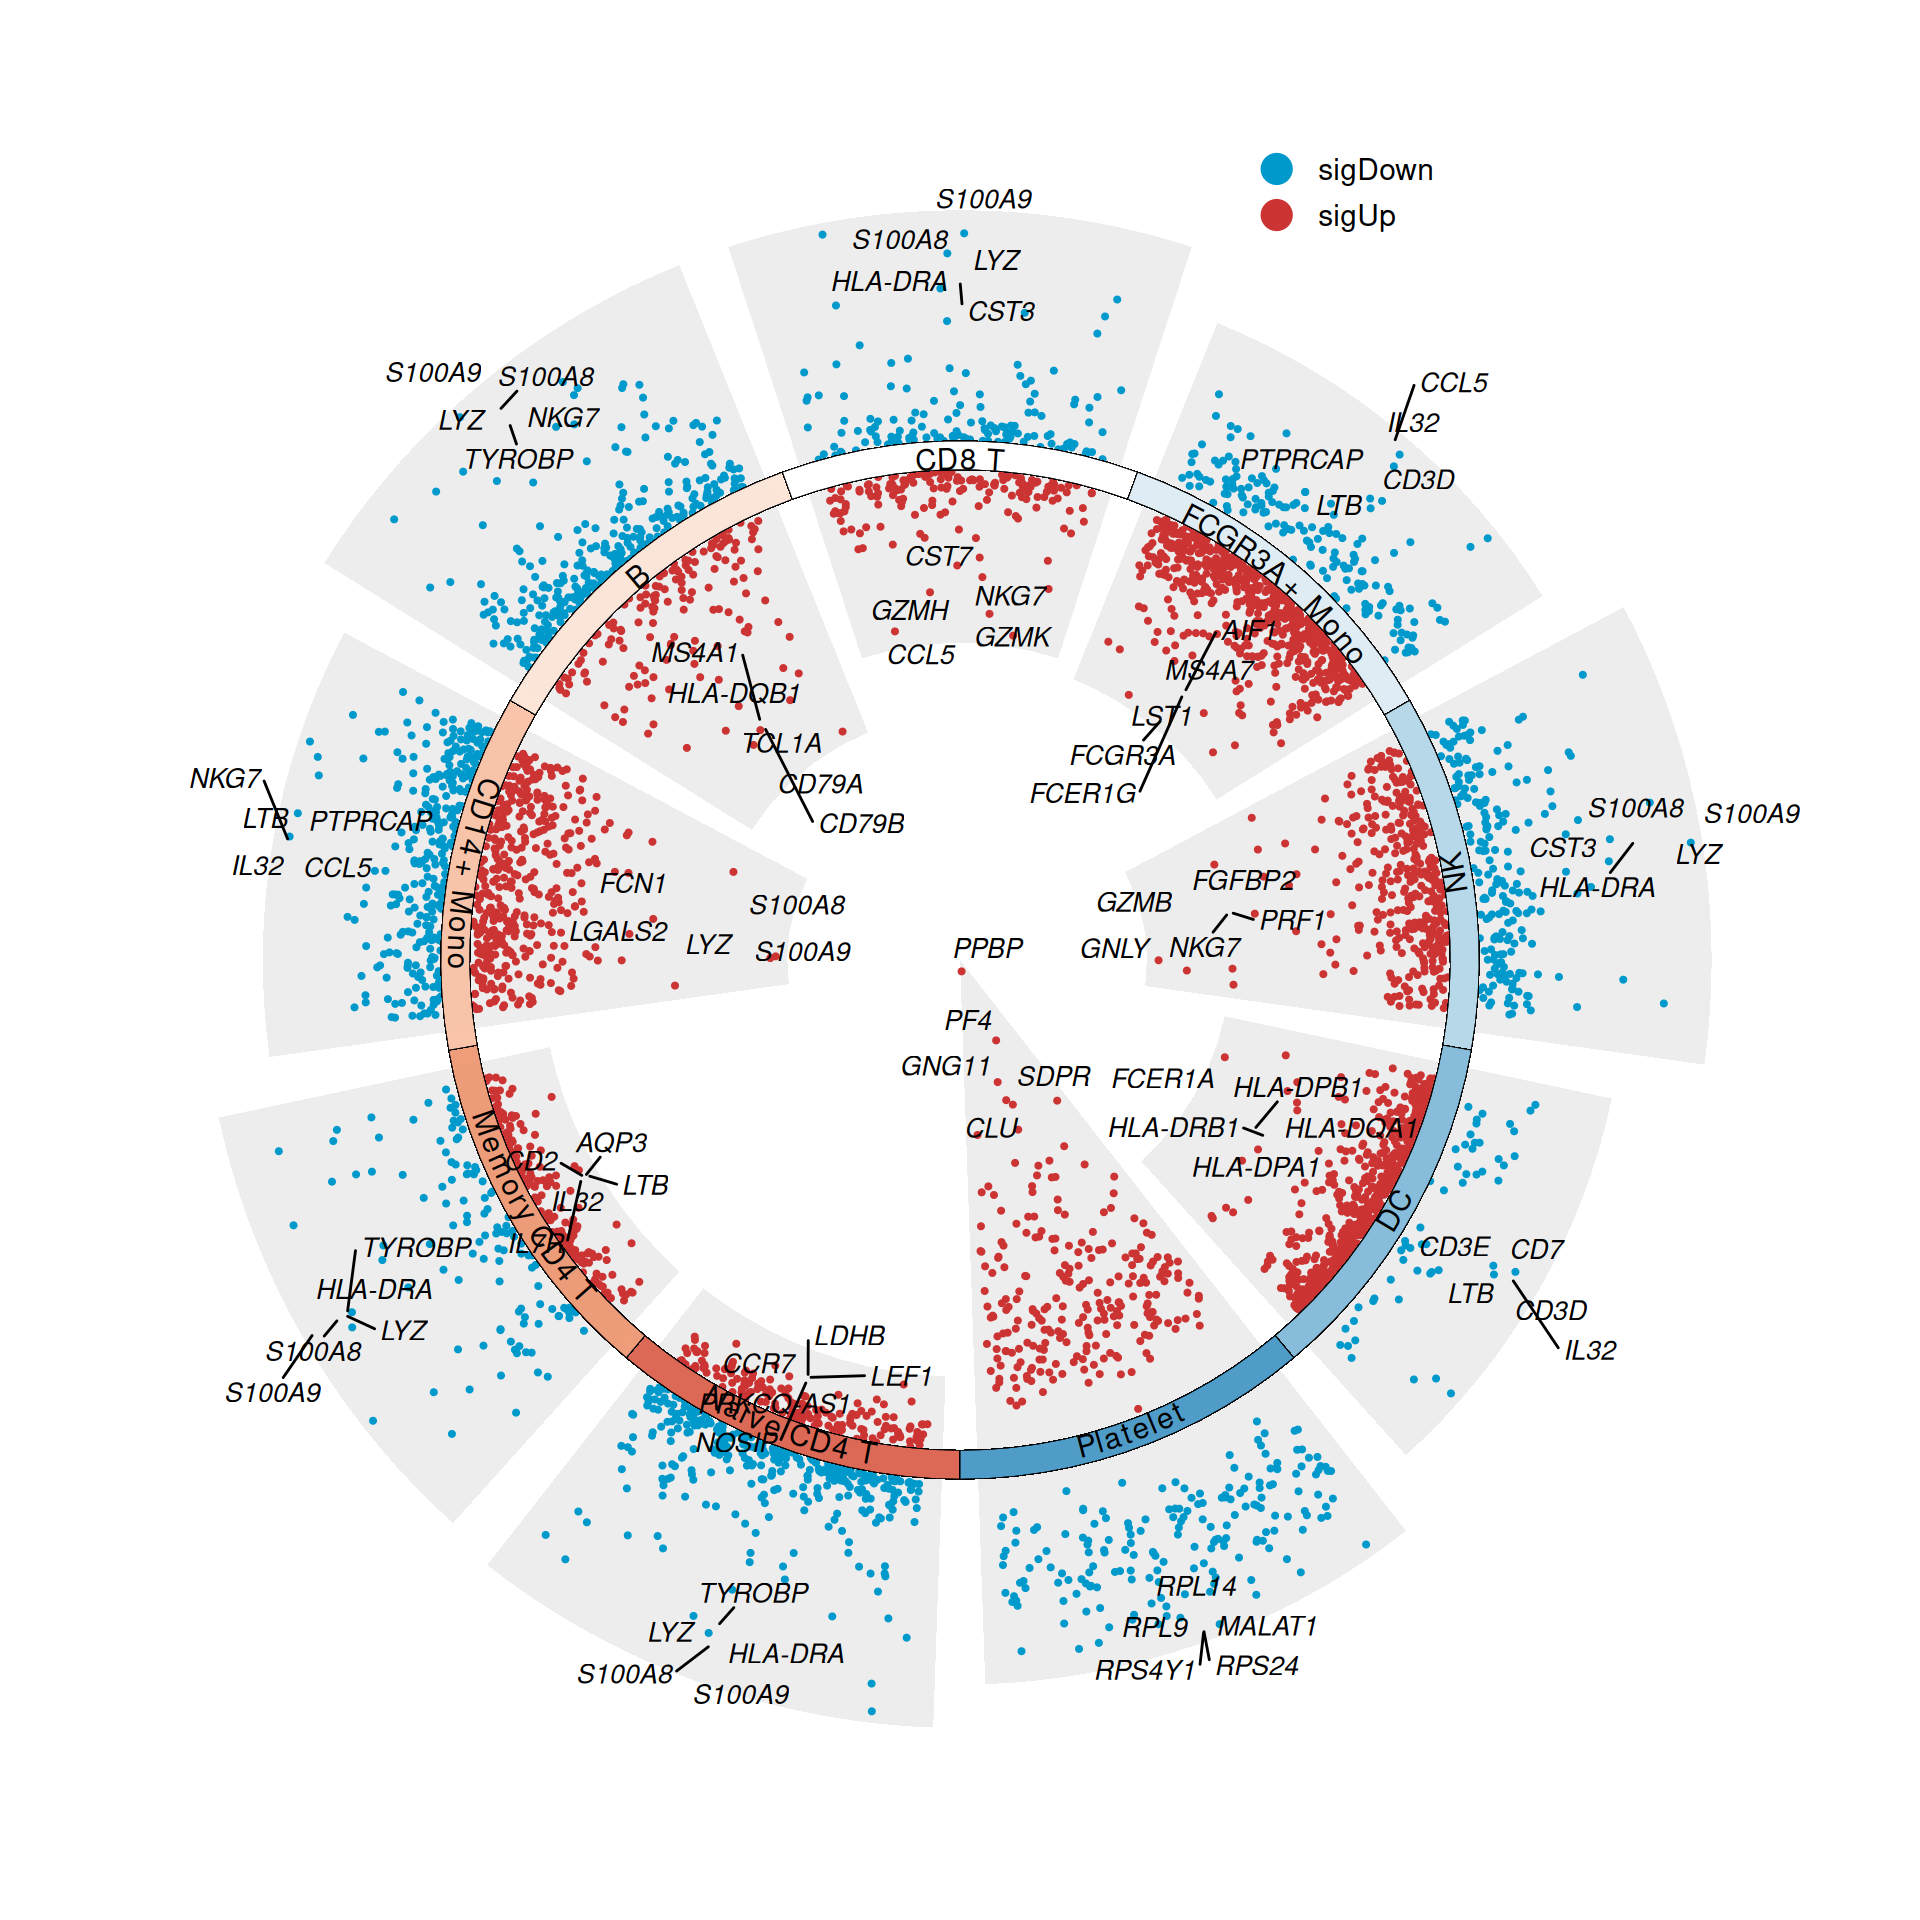 sigDown
sigUp
S100A9
S100A8
LYZ
HLA-DRA
CST3
CD8 T
CST7
GZMH
NKG7
GZMK
CCL5
CCL5
IL32
PTPRCAP
CD3D
LTB
FCGR3A+ Mono
AIF1
MS4A7
LST1
FCGR3A
FCER1G
S100A8
S100A9
CST3
LYZ
HLA-DRA
NK
FGFBP2
GZMB
PRF1
GNLY
NKG7
FCER1A
HLA-DPB1
HLA-DRB1
HLA-DQA1
HLA-DPA1
DC
CD3E
CD7
LTB
CD3D
IL32
PPBP
PF4
GNG11
SDPR
CLU
Platelet
RPL14
RPL9
MALAT1
RPS4Y1
RPS24
LDHB
CCR7
LEF1
PRKCQ-AS1
NOSIP
Naive CD4 T
TYROBP
LYZ
HLA-DRA
S100A8
S100A9
AQP3
CD2
LTB
IL32
IL7R
Memory CD4 T
TYROBP
HLA-DRA
LYZ
S100A8
S100A9
NKG7
LTB
PTPRCAP
IL32
CCL5
CD14+ Mono
FCN1
S100A8
LGALS2
LYZ
S100A9
S100A9
S100A8
LYZ
NKG7
TYROBP
B
MS4A1
HLA-DQB1
TCL1A
CD79A
CD79B